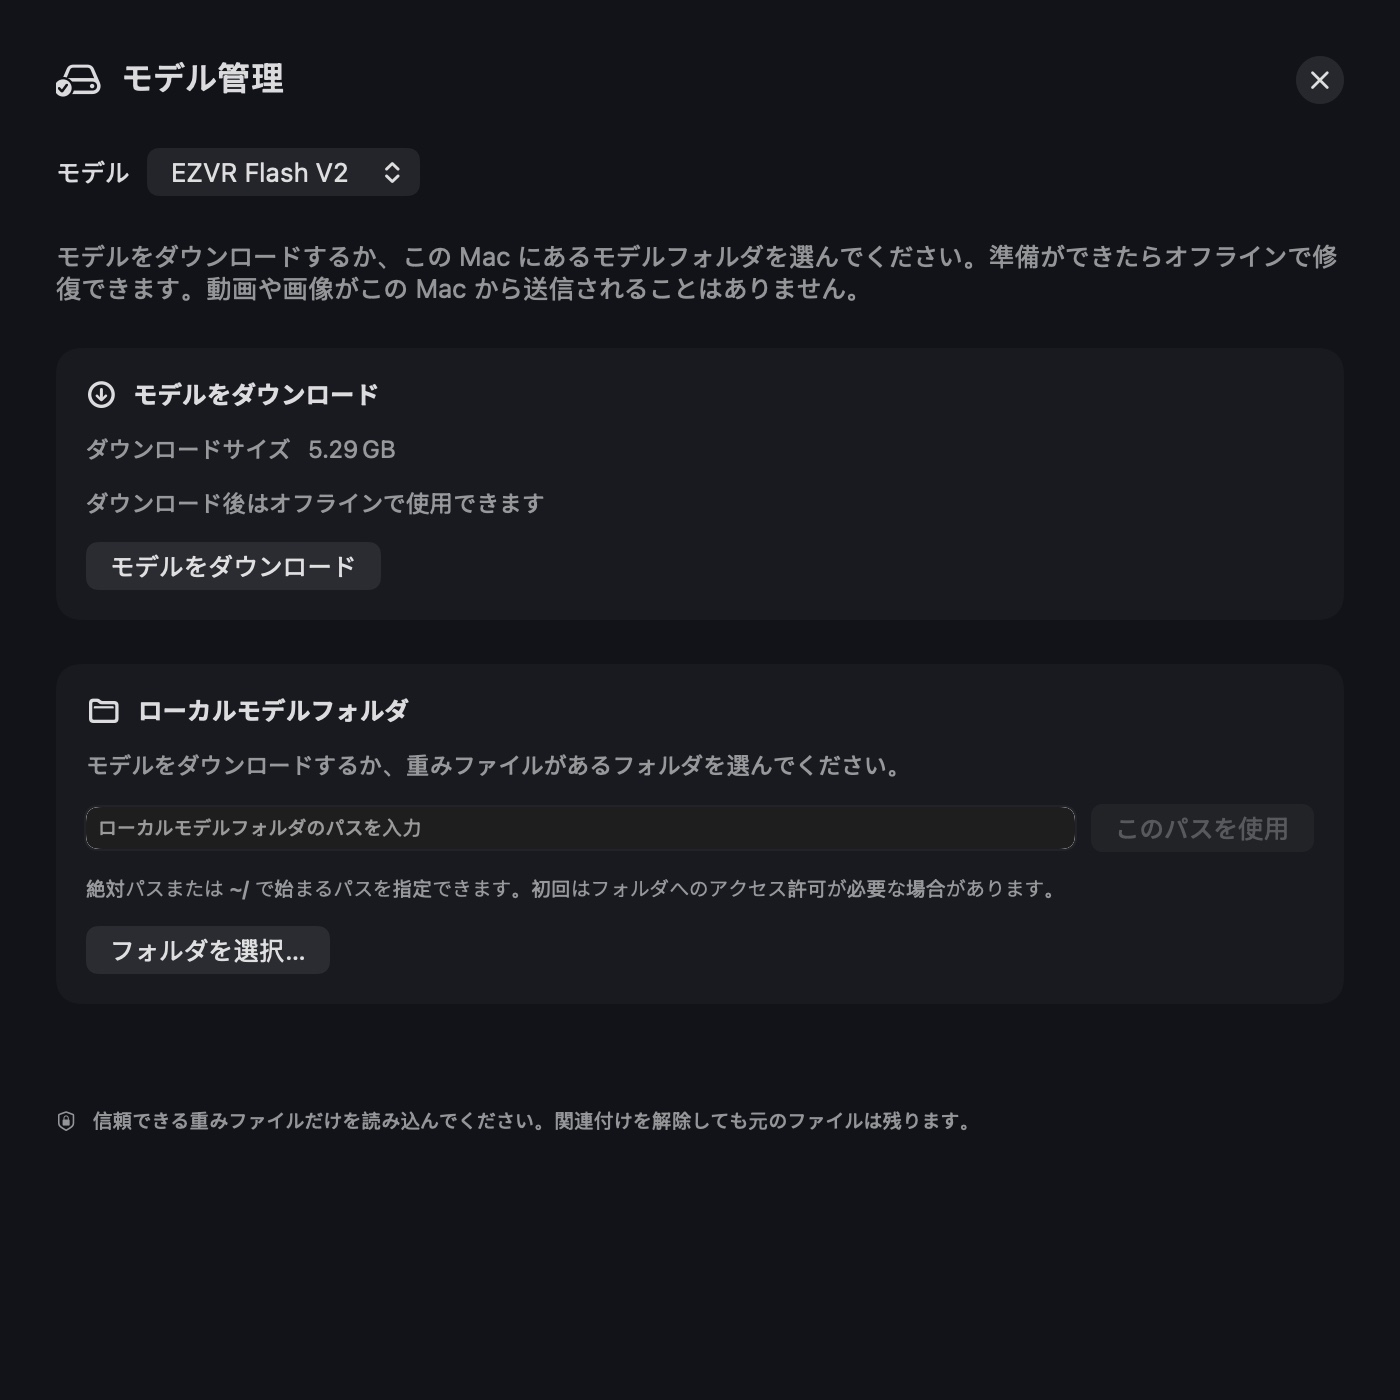 モデル管理
モデル
EZVR Flash V2
モデルをダウンロードするか、この Mac にあるモデルフォルダを選んでください。準備ができたらオフラインで修
復できます。動画や画像がこの Mac から送信されることはありません。
モデルをダウンロード
ダウンロードサイズ 5.29 GB
ダウンロード後はオフラインで使用できます
モデルをダウンロード
ローカルモデルフォルダ
モデルをダウンロードするか、重みファイルがあるフォルダを選んでください。
ローカルモデルフォルダのパスを入力
このパスを使用
絶対パスまたは ~/ で始まるパスを指定できます。初回はフォルダへのアクセス許可が必要な場合があります。
フォルダを選択...
信頼できる重みファイルだけを読み込んでください。関連付けを解除しても元のファイルは残ります。